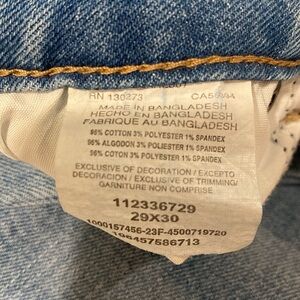 RN 130273
MADE IN BANGLADESH
HECHO EN BANGLADESH
FABRIQUE AU BANGLADESH
96% COTTON 3% POLYESTER 1% SPANDEX
96% ALGODON 3% POLIESTER 1% SPANDEX
96% COTON 3% POLYESTER 1% SPANDEX
EXCLUSIVE OF DECORATION / EXCEPTO
DECORACION / EXCLUSIVE OF TRIMMING/
GARNITURE NON COMPRISE
112336729
29X30
1000157456-23F-4500719720
196457586713